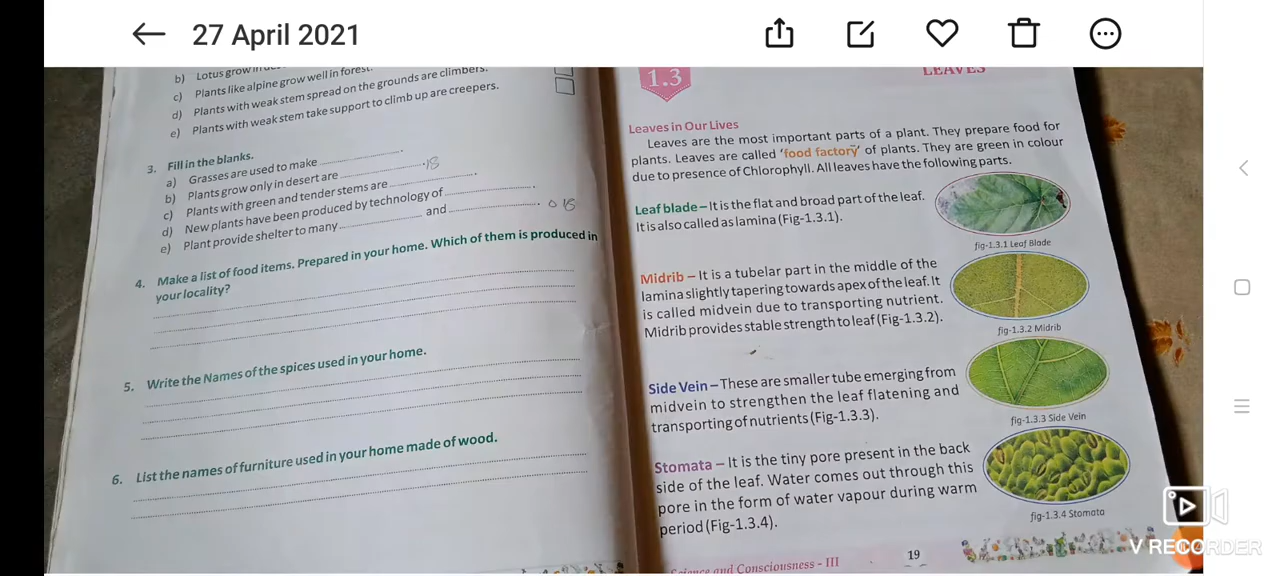 27 April 2021
b) Lotus grow in
c) Plants like alpine grow well in forest.
d) Plants with weak stem spread on the grounds are climbers.
e) Plants with weak stem take support to climb up are creepers.
3. Fill in the blanks.
a) Grasses are used to make
b) Plants grow only in desert are
c) Plants with green and tender stems are
d) New plants have been produced by technology of
e) Plant provide shelter to many and
4. Make a list of food items. Prepared in your home. Which of them is produced in
your locality?
5. Write the Names of the spices used in your home.
6. List the names of furniture used in your home made of wood.
1.3
LEAVES
Leaves in Our Lives
Leaves are the most important parts of a plant. They prepare food for
plants. Leaves are called 'food factory' of plants. They are green in colour
due to presence of Chlorophyll. All leaves have the following parts.
Leaf blade – It is the flat and broad part of the leaf.
It is also called as lamina (Fig-1.3.1).
fig-1.3.1 Leaf Blade
Midrib – It is a tubelar part in the middle of the
lamina slightly tapering towards apex of the leaf. It
is called midvein due to transporting nutrient.
Midrib provides stable strength to leaf (Fig-1.3.2).
fig-1.3.2 Midrib
Side Vein – These are smaller tube emerging from
midvein to strengthen the leaf flatening and
transporting of nutrients (Fig-1.3.3).
fig-1.3.3 Side Vein
Stomata – It is the tiny pore present in the back
side of the leaf. Water comes out through this
pore in the form of water vapour during warm
period (Fig-1.3.4).
fig-1.3.4 Stomata
Science and Consciousness - III
19
V RECORDER